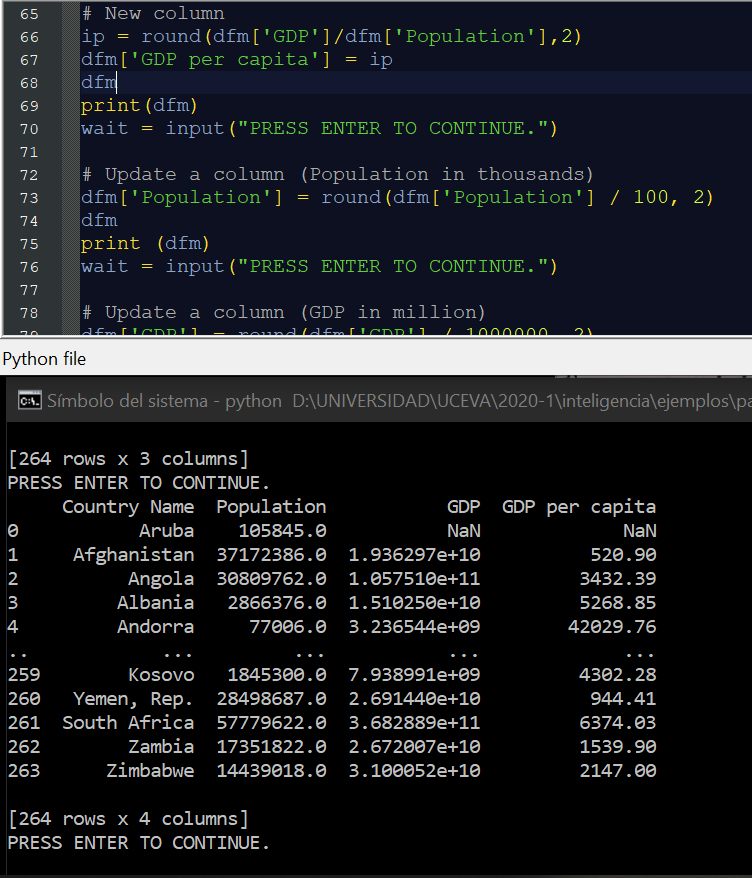 65 # New column
66 ip = round(dfm['GDP']/dfm['Population'],2)
67 dfm['GDP per capita'] = ip
68 dfm
69 print(dfm)
70 wait = input("PRESS ENTER TO CONTINUE.")
71
72 # Update a column (Population in thousands)
73 dfm['Population'] = round(dfm['Population'] / 100, 2)
74 dfm
75 print (dfm)
76 wait = input("PRESS ENTER TO CONTINUE.")
77
78 # Update a column (GDP in million)
79 dfm['GDP'] = round(dfm['GDP'] / 1000000, 2)
Python file
Símbolo del sistema - python D:\UNIVERSIDAD\UCEVA\2020-1\inteligencia\ejemplos\pa
[264 rows x 3 columns]
PRESS ENTER TO CONTINUE.
Country Name Population GDP GDP per capita
0 Aruba 105845.0 NaN NaN
1 Afghanistan 37172386.0 1.936297e+10 520.90
2 Angola 30809762.0 1.057510e+11 3432.39
3 Albania 2866376.0 1.510250e+10 5268.85
4 Andorra 77006.0 3.236544e+09 42029.76
.. ... ... ... ...
259 Kosovo 1845300.0 7.938991e+09 4302.28
260 Yemen, Rep. 28498687.0 2.691440e+10 944.41
261 South Africa 57779622.0 3.682889e+11 6374.03
262 Zambia 17351822.0 2.672007e+10 1539.90
263 Zimbabwe 14439018.0 3.100052e+10 2147.00
[264 rows x 4 columns]
PRESS ENTER TO CONTINUE.